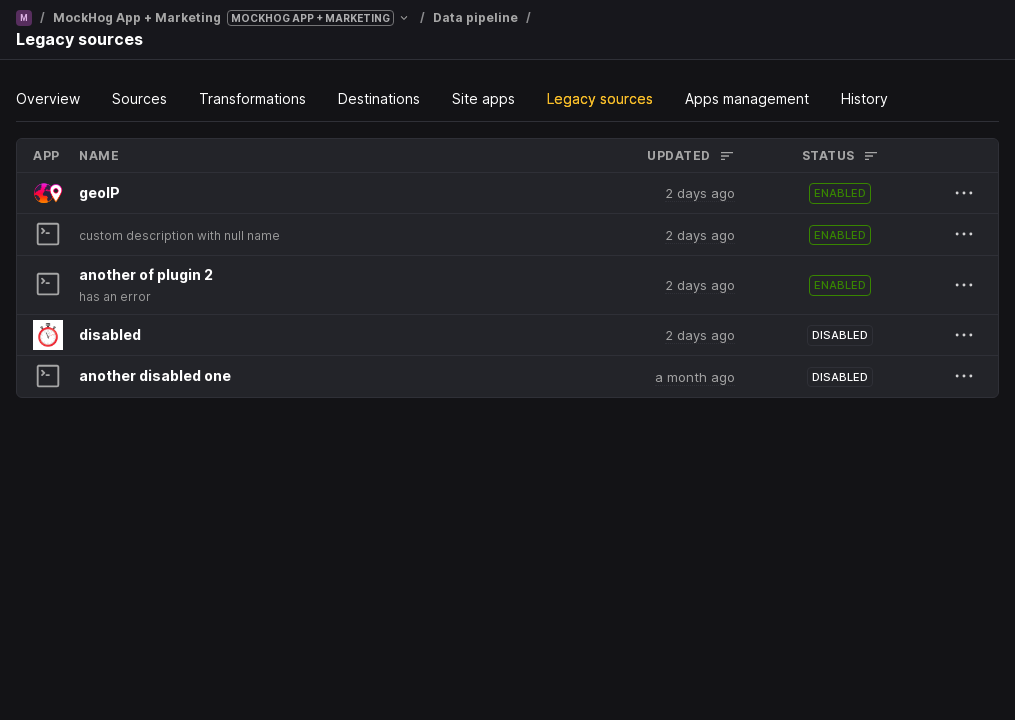 M / MockHog App + Marketing MOCKHOG APP + MARKETING / Data pipeline /
Legacy sources
Overview Sources Transformations Destinations Site apps Legacy sources Apps management History
APP NAME UPDATED STATUS
geoIP 2 days ago ENABLED
custom description with null name 2 days ago ENABLED
another of plugin 2
has an error 2 days ago ENABLED
disabled 2 days ago DISABLED
another disabled one a month ago DISABLED